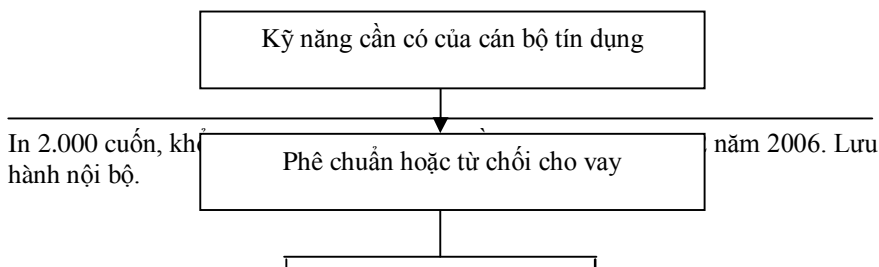 Kỹ năng cần có của cán bộ tín dụng
In 2.000 cuốn, khổ năm 2006. Lưu
Phê chuẩn hoặc từ chối cho vay
hành nội bộ.